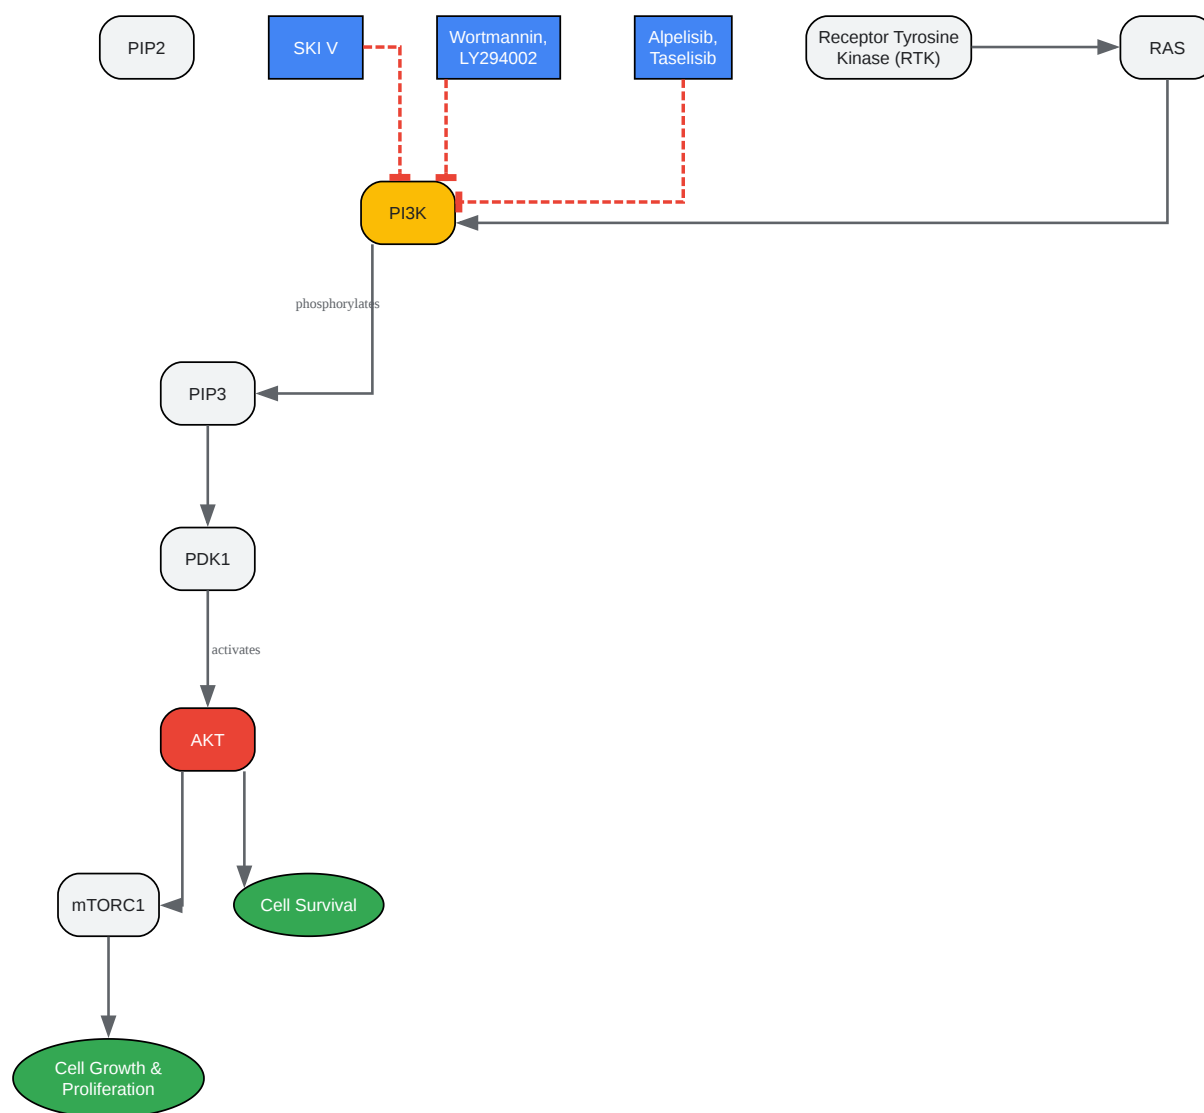 PIP2
SKI V
Wortmannin,
LY294002
Alpelisib,
Taselisib
Receptor Tyrosine
Kinase (RTK)
RAS
PI3K
phosphorylates
PIP3
PDK1
activates
AKT
mTORC1
Cell Survival
Cell Growth &
Proliferation